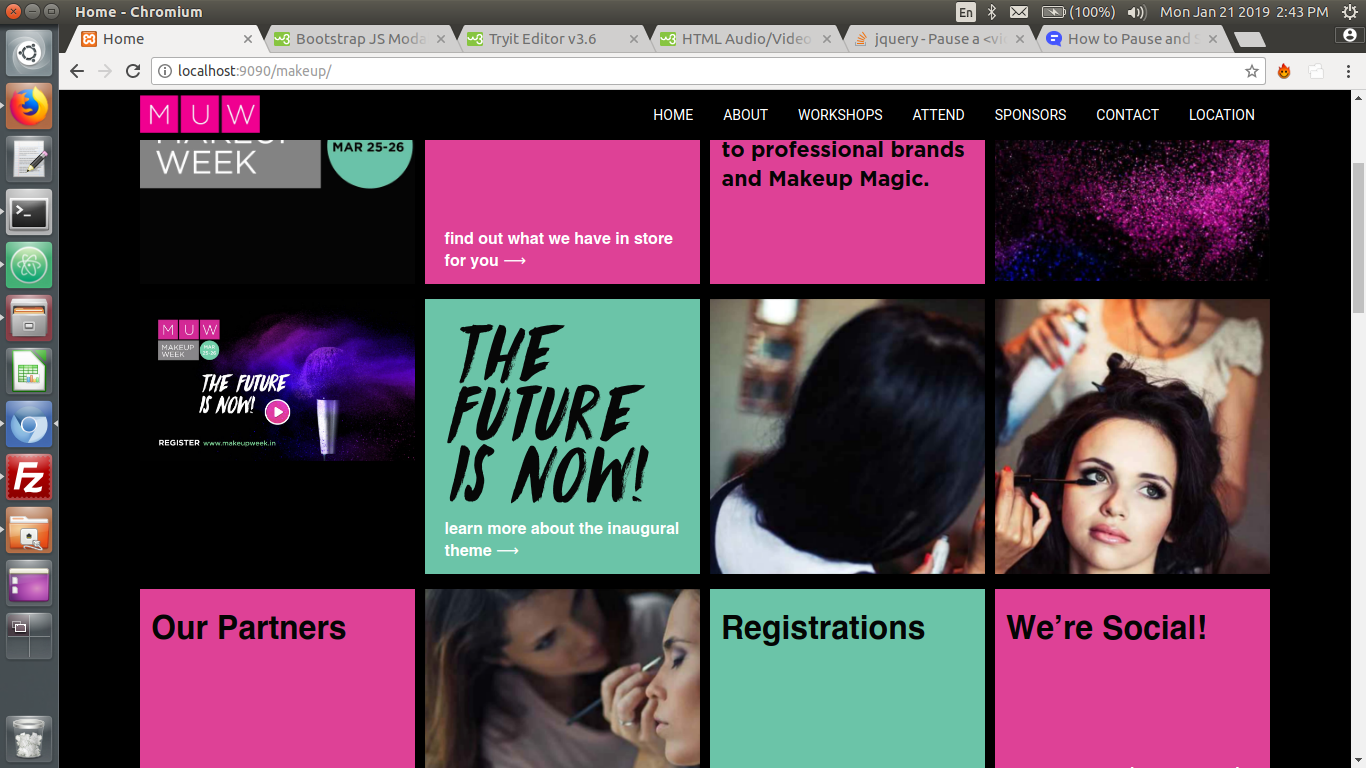 Home - Chromium
En
(100%)
Mon Jan 21 2019 2:43 PM
Home
Bootstrap JS Moda
Tryit Editor v3.6
HTML Audio/Video
jquery - Pause a <vi
How to Pause and S
localhost:9090/makeup/
M U W
HOME
ABOUT
WORKSHOPS
ATTEND
SPONSORS
CONTACT
LOCATION
WEEK
MAR 25-26
find out what we have in store
for you ⟶
to professional brands
and Makeup Magic.
M U W
MAKEUP
WEEK
MAR
25-26
THE FUTURE
IS NOW!
REGISTER www.makeupweek.in
THE
FUTURE
IS NOW!
learn more about the inaugural
theme ⟶
Our Partners
Registrations
We’re Social!